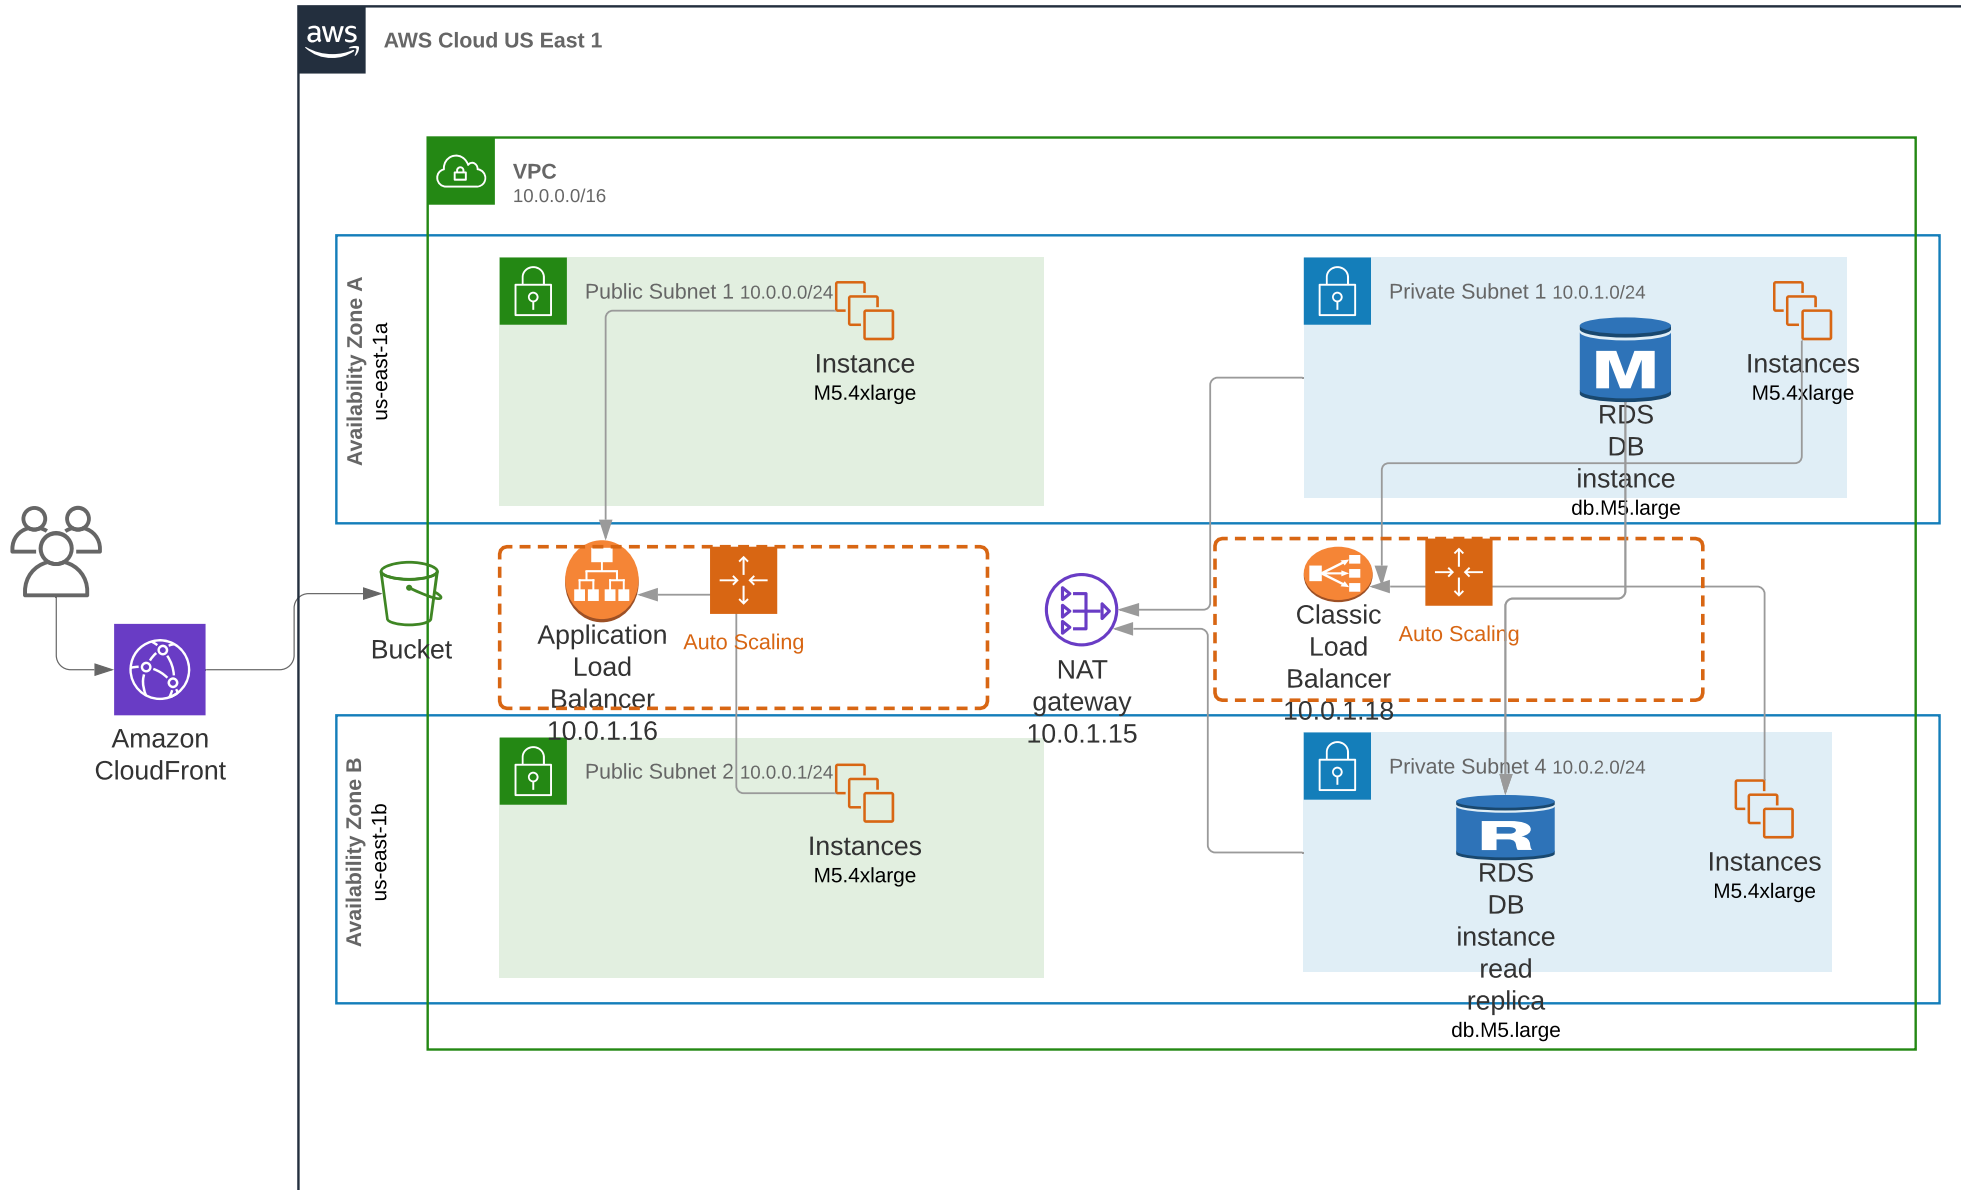 aws
AWS Cloud US East 1
VPC
10.0.0.0/16
Availability Zone A
us-east-1a
Public Subnet 1 10.0.0.0/24
Instance
M5.4xlarge
Private Subnet 1 10.0.1.0/24
M
RDS
DB
instance
db.M5.large
Instances
M5.4xlarge
Amazon
CloudFront
Bucket
Application
Load
Balancer
10.0.1.16
Auto Scaling
NAT
gateway
10.0.1.15
Classic
Load
Balancer
10.0.1.18
Auto Scaling
Availability Zone B
us-east-1b
Public Subnet 2 10.0.0.1/24
Instances
M5.4xlarge
Private Subnet 4 10.0.2.0/24
R
RDS
DB
instance
read
replica
db.M5.large
Instances
M5.4xlarge